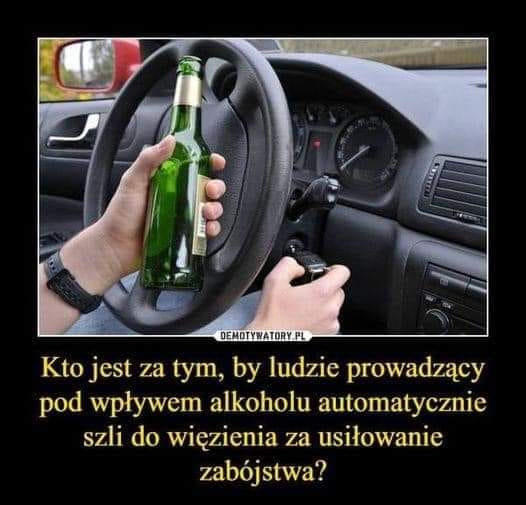 DEMOTYWATORY.PL
Kto jest za tym, by ludzie prowadzący
pod wpływem alkoholu automatycznie
szli do więzienia za usiłowanie
zabójstwa?